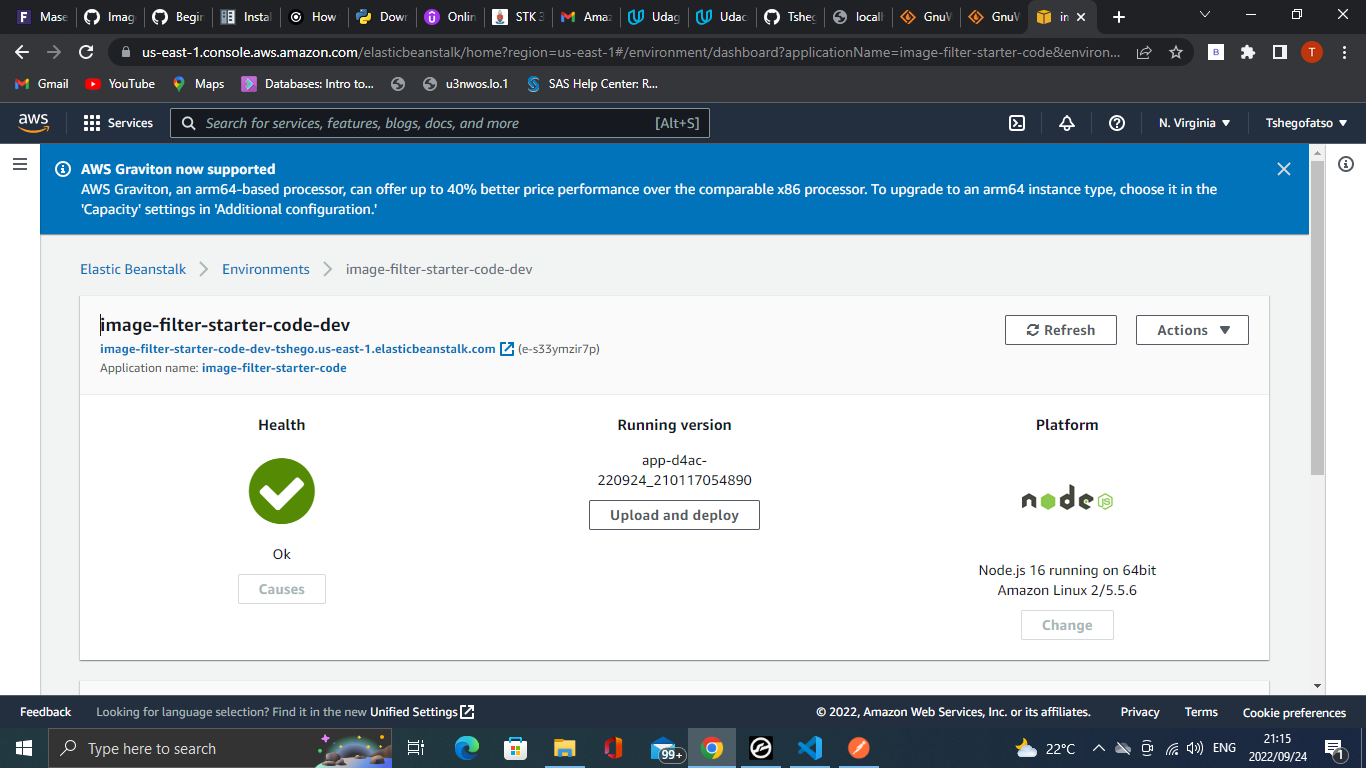 Mase
Imag
Begin
Instal
How
Down
Onlin
STK 3
Amaz
Udag
Udac
Tsheg
locall
GnuW
GnuW
in
us-east-1.console.aws.amazon.com/elasticbeanstalk/home?region=us-east-1#/environment/dashboard?applicationName=image-filter-starter-code&environ...
B
T
Gmail
YouTube
Maps
Databases: Intro to...
u3nwos.lo.1
SAS Help Center: R...
aws
Services
Search for services, features, blogs, docs, and more
[Alt+S]
N. Virginia
Tshegofatso
AWS Graviton now supported
AWS Graviton, an arm64-based processor, can offer up to 40% better price performance over the comparable x86 processor. To upgrade to an arm64 instance type, choose it in the
'Capacity' settings in 'Additional configuration.'
Elastic Beanstalk
Environments
image-filter-starter-code-dev
image-filter-starter-code-dev
Refresh
Actions
image-filter-starter-code-dev-tshego.us-east-1.elasticbeanstalk.com (e-s33ymzir7p)
Application name: image-filter-starter-code
Health
Running version
Platform
app-d4ac-
220924_210117054890
Upload and deploy
node
JS
Ok
Causes
Node.js 16 running on 64bit
Amazon Linux 2/5.5.6
Change
Feedback
Looking for language selection? Find it in the new Unified Settings
© 2022, Amazon Web Services, Inc. or its affiliates.
Privacy
Terms
Cookie preferences
Type here to search
99+
22°C
ENG
21:15
2022/09/24
1